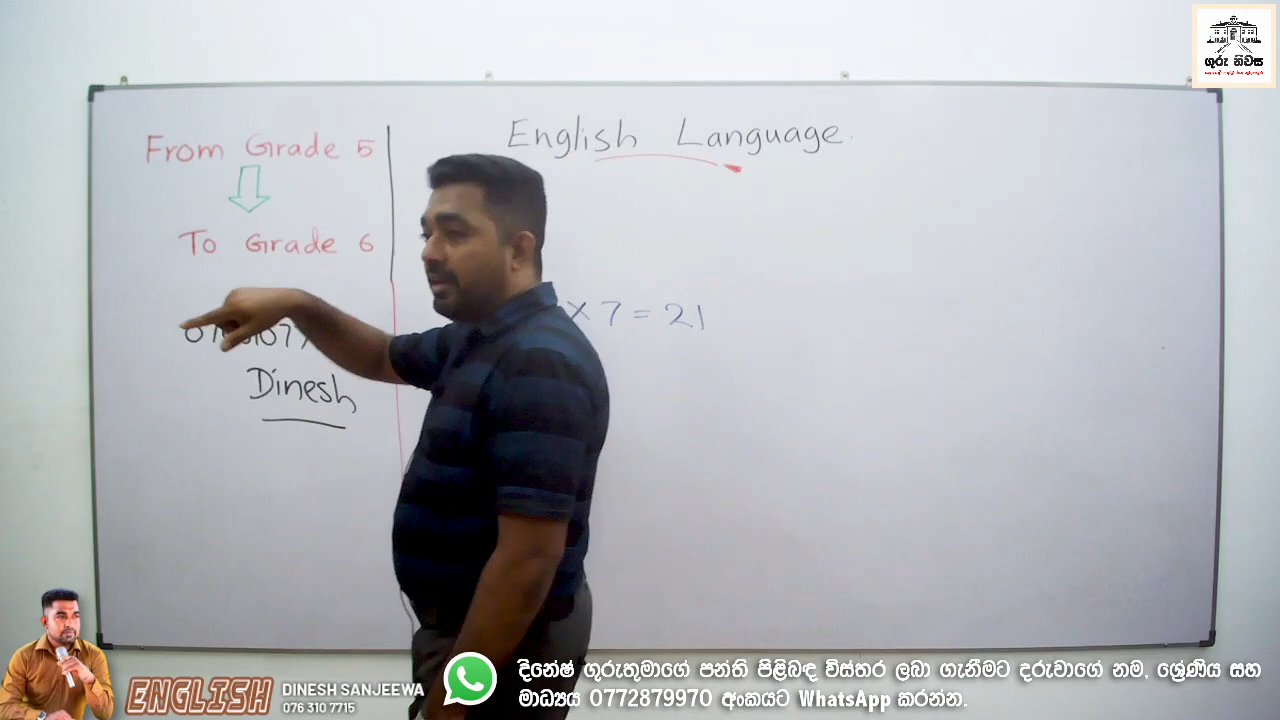 ගුරු නිවස
English Language
From Grade 5
To Grade 6
x 7 = 21
Dinesh
ENGLISH
DINESH SANJEEWA
076 310 7715
දිනේෂ් ගුරුතුමාගේ පන්ති පිළිබඳ විස්තර ලබා ගැනීමට දරුවාගේ නම, ශ්‍රේණිය සහ
මාධ්‍යය 0772879970 අංකයට WhatsApp කරන්න.